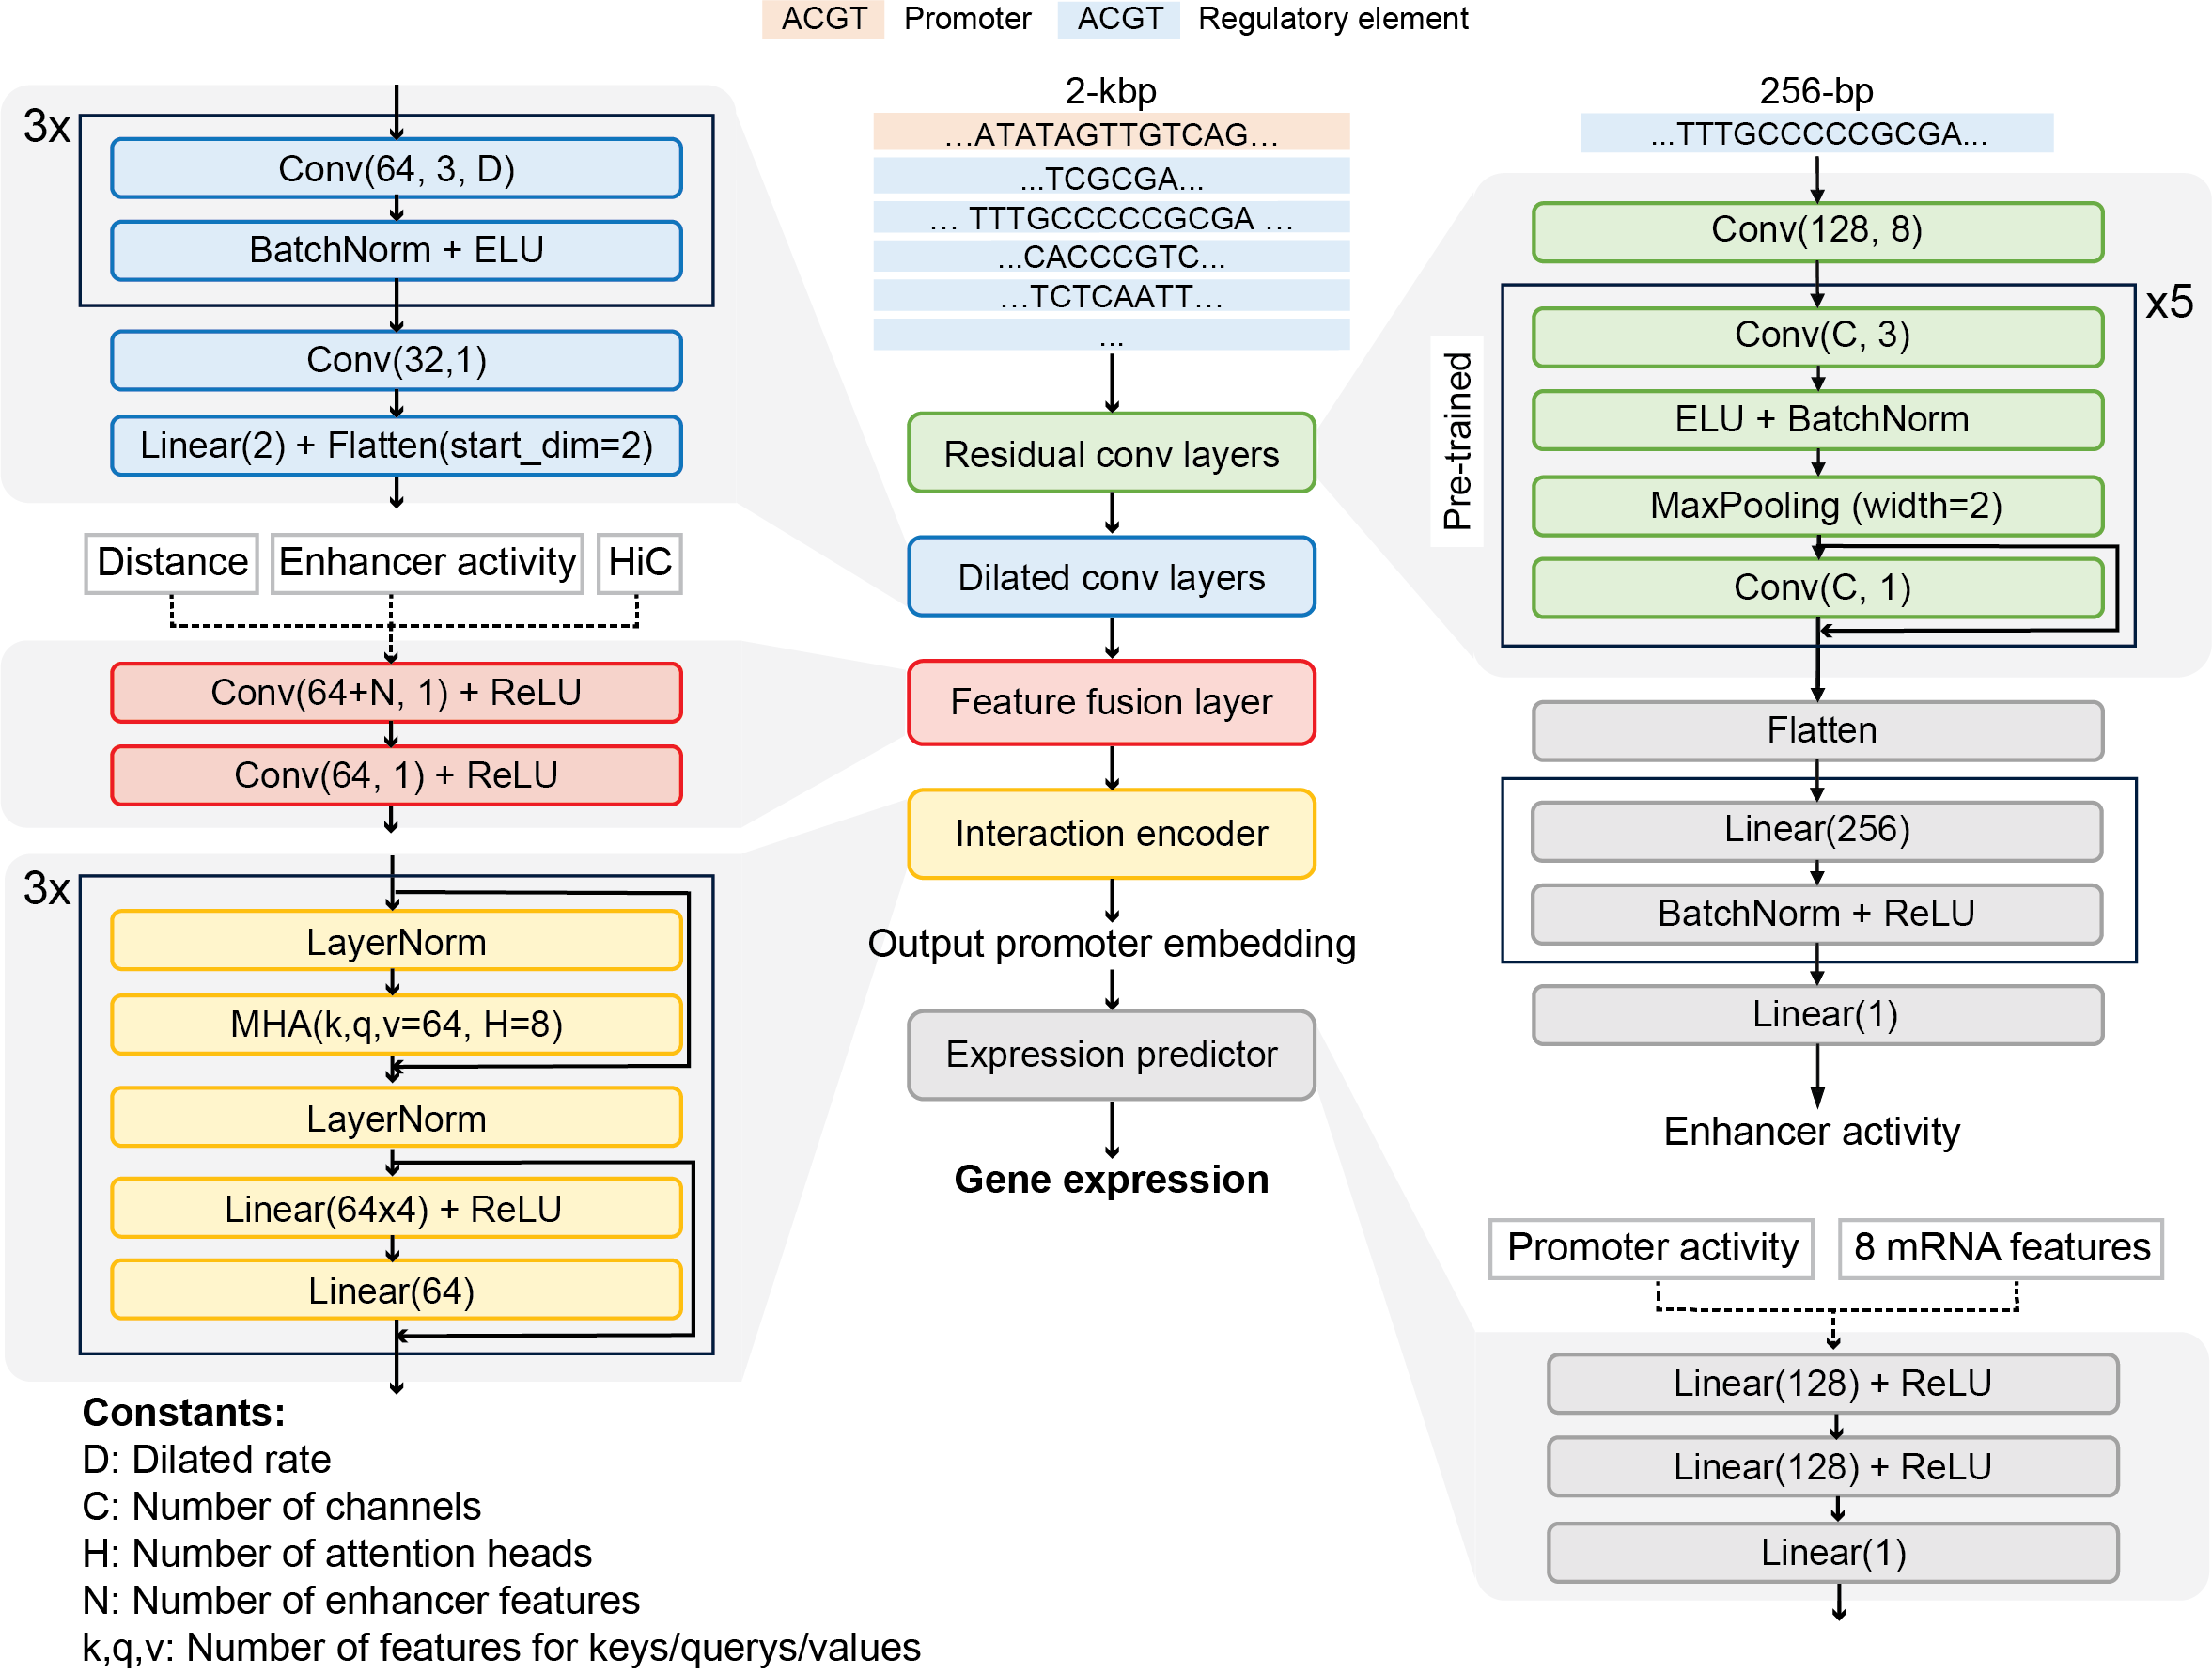 ACGT Promoter ACGT Regulatory element
3x
Conv(64, 3, D)
BatchNorm + ELU
Conv(32,1)
Linear(2) + Flatten(start_dim=2)
Distance
Enhancer activity
HiC
Conv(64+N, 1) + ReLU
Conv(64, 1) + ReLU
3x
LayerNorm
MHA(k,q,v=64, H=8)
LayerNorm
Linear(64x4) + ReLU
Linear(64)
Constants:
D: Dilated rate
C: Number of channels
H: Number of attention heads
N: Number of enhancer features
k,q,v: Number of features for keys/querys/values
2-kbp
...ATATAGTTGTCAG...
...TCGCGA...
... TTTGCCCCCGCGA ...
...CACCCGTC...
...TCTCAATT...
...
Residual conv layers
Dilated conv layers
Feature fusion layer
Interaction encoder
Output promoter embedding
Expression predictor
Gene expression
256-bp
...TTTGCCCCCGCGA...
Conv(128, 8)
x5
Pre-trained
Conv(C, 3)
ELU + BatchNorm
MaxPooling (width=2)
Conv(C, 1)
Flatten
Linear(256)
BatchNorm + ReLU
Linear(1)
Enhancer activity
Promoter activity
8 mRNA features
Linear(128) + ReLU
Linear(128) + ReLU
Linear(1)